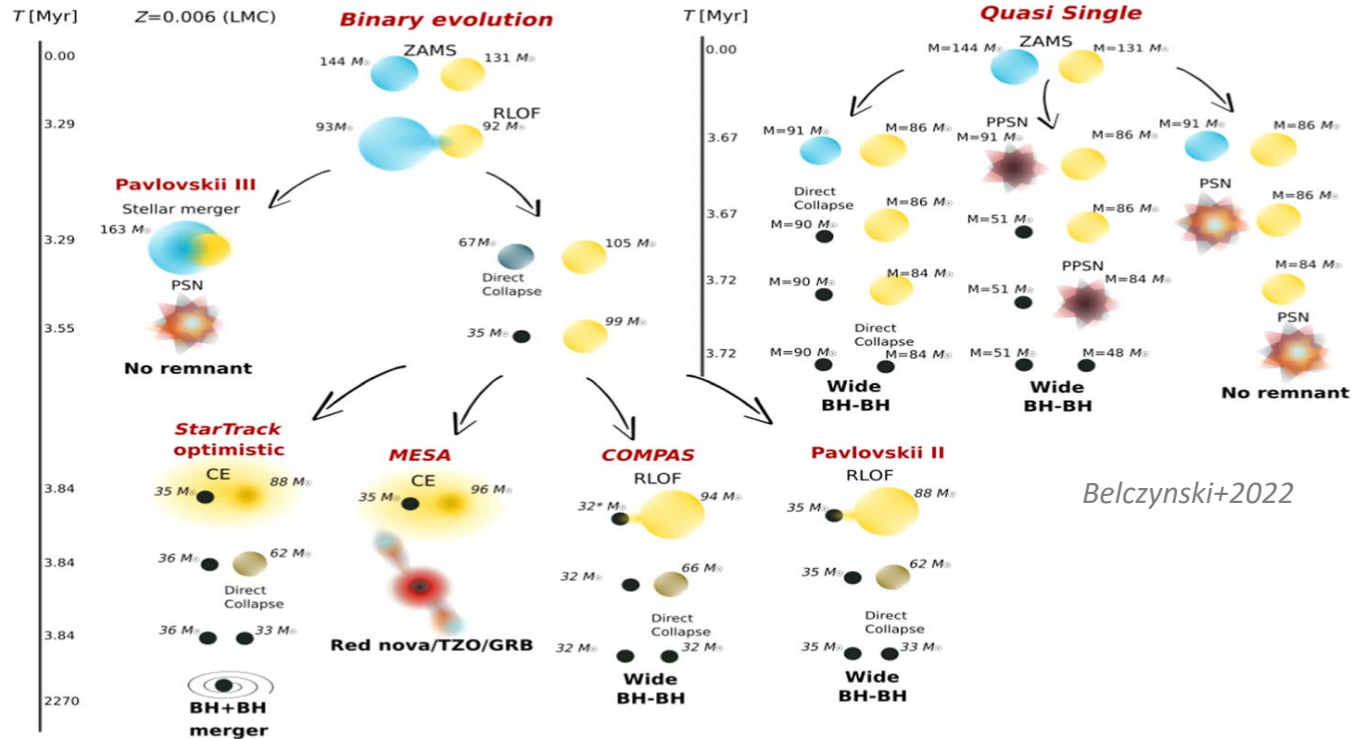 T [Myr]
Z=0.006 (LMC)
Binary evolution
ZAMS
144 M☉
131 M☉
RLOF
93M☉
92 M☉
Pavlovskii III
Stellar merger
163 M☉
PSN
No remnant
67M☉
105 M☉
Direct
Collapse
35 M☉
99 M☉
0.00
3.29
3.29
3.55
3.84
3.84
3.84
2270
StarTrack
optimistic
CE
35 M☉
88 M☉
36 M☉
62 M☉
Direct
Collapse
36 M☉
33 M☉
BH+BH
merger
MESA
CE
35 M☉
96 M☉
Red nova/TZO/GRB
COMPAS
RLOF
32* M☉
94 M☉
32 M☉
66 M☉
Direct
Collapse
32 M☉
32 M☉
Wide
BH-BH
Pavlovskii II
RLOF
35 M☉
88 M☉
35 M☉
62 M☉
Direct
Collapse
35 M☉
33 M☉
Wide
BH-BH
T [Myr]
Quasi Single
ZAMS
M=144 M☉
M=131 M☉
0.00
3.67
3.67
3.72
3.72
M=91 M☉
M=86 M☉
Direct
Collapse
M=90 M☉
M=86 M☉
M=90 M☉
M=84 M☉
Direct
Collapse
M=90 M☉
M=84 M☉
Wide
BH-BH
PPSN
M=91 M☉
M=86 M☉
M=51 M☉
M=86 M☉
PPSN
M=51 M☉
M=84 M☉
M=51 M☉
M=48 M☉
Wide
BH-BH
M=91 M☉
M=86 M☉
PSN
M=86 M☉
M=84 M☉
PSN
No remnant
Belczynski+2022